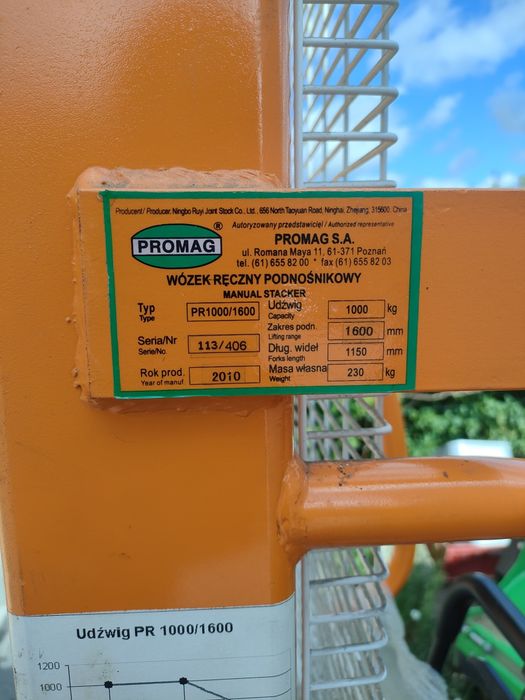 Producent/ Producer. Ningbo Ruyi Joint Stock Co., Ltd., 656 North Taoyuan Road, Ninghai, Zhejiang, 315600, China
Autoryzowany przedstawiciel / Authorized representative
PROMAG ®
PROMAG S.A.
ul. Romana Maya 11, 61-371 Poznań
tel. (61) 655 82 00 * fax (61) 655 82 03
WÓZEK RĘCZNY PODNOŚNIKOWY
MANUAL STACKER
Typ PR1000/1600
Type
Seria/Nr 113/406
Serie/No.
Rok prod. 2010
Year of manuf
Udźwig 1000 kg
Capacity
Zakres podn. 1600 mm
Lifting range
Dług. wideł 1150 mm
Forks length
Masa własna 230 kg
Weight
Udźwig PR 1000/1600
1200
1000